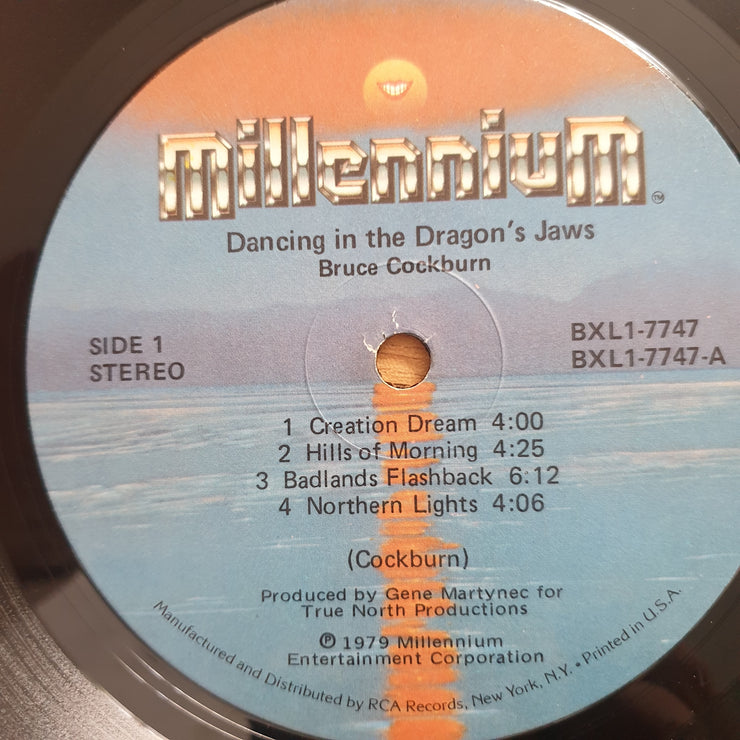 millennium™
Dancing in the Dragon's Jaws
Bruce Cockburn
SIDE 1
STEREO
BXL1-7747
BXL1-7747-A
1 Creation Dream 4:00
2 Hills of Morning 4:25
3 Badlands Flashback 6:12
4 Northern Lights 4:06
(Cockburn)
Produced by Gene Martynec for
True North Productions
℗ 1979 Millennium
Entertainment Corporation
Manufactured and Distributed by RCA Records, New York, N.Y. • Printed in U.S.A.